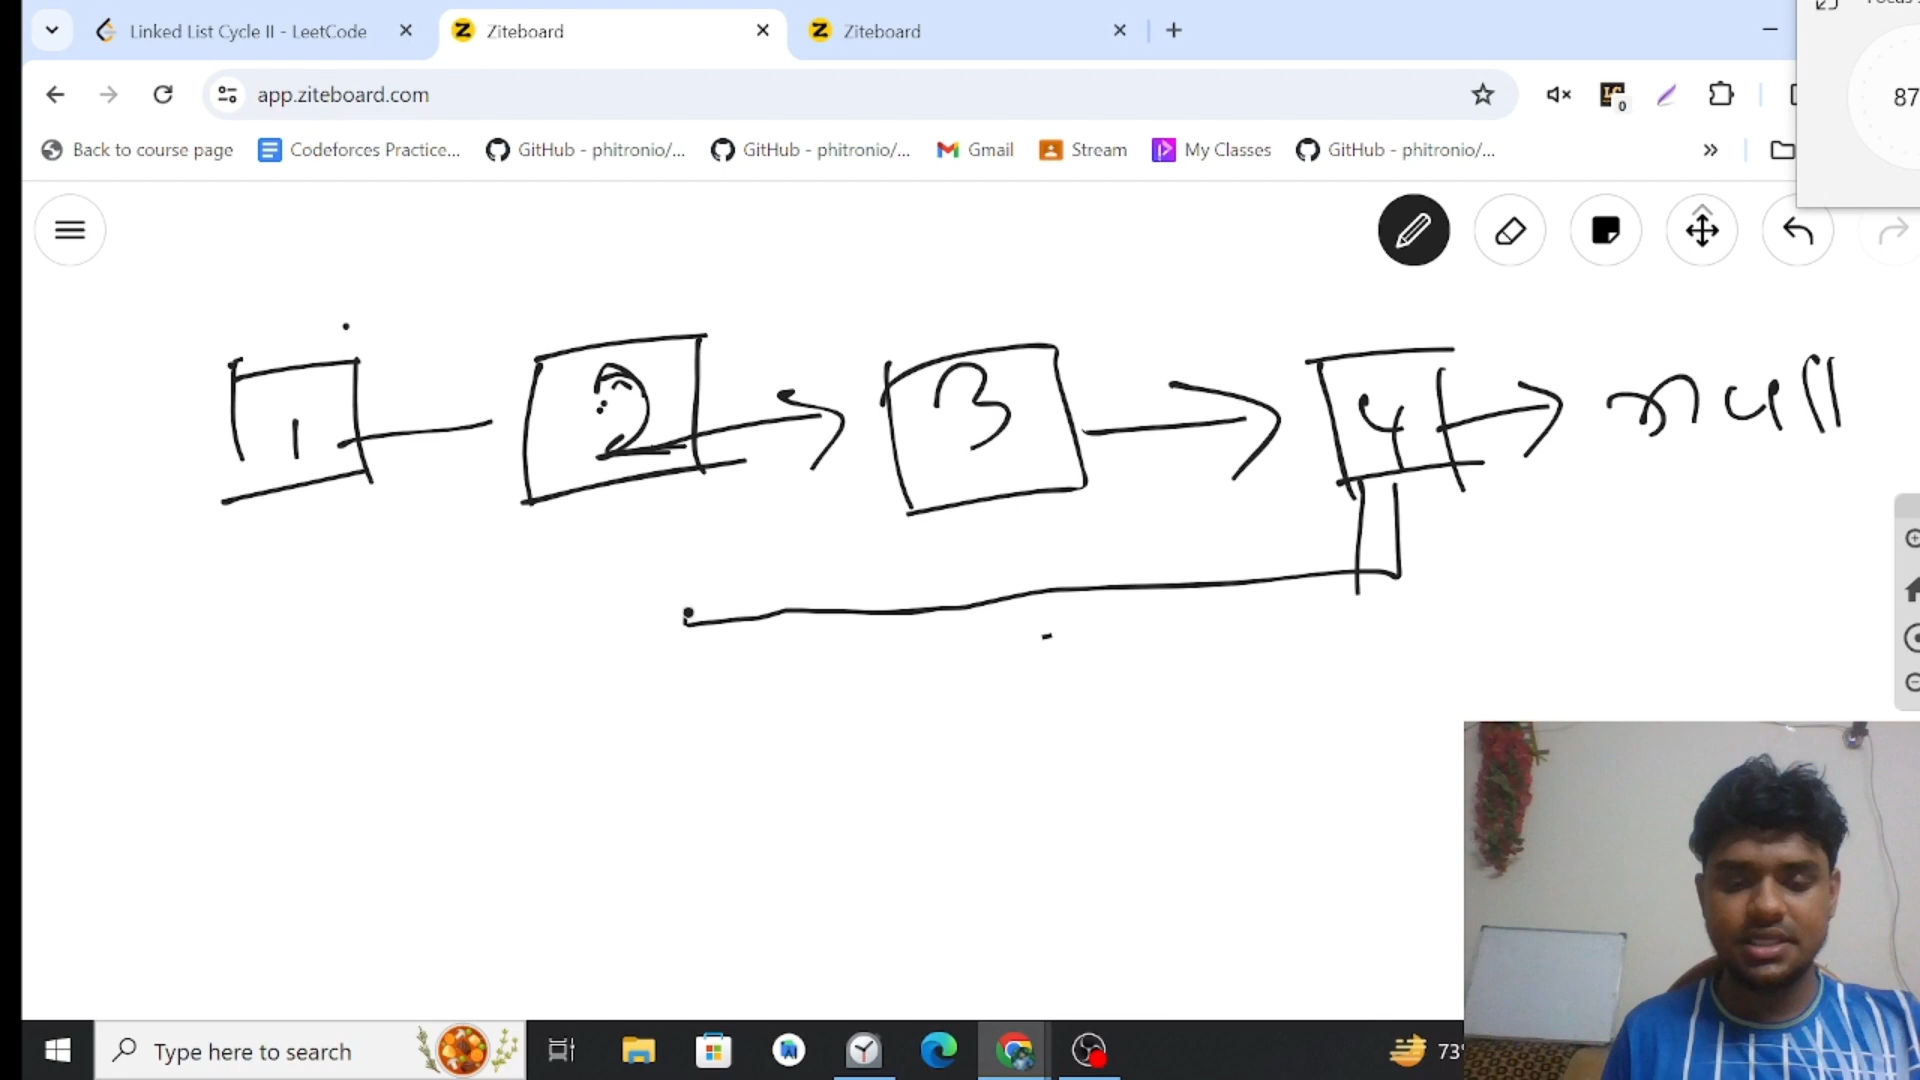 Linked List Cycle II - LeetCode
Ziteboard
Ziteboard
87
app.ziteboard.com
0
Back to course page
Codeforces Practice...
GitHub - phitronio/...
GitHub - phitronio/...
Gmail
Stream
My Classes
GitHub - phitronio/...
1 2 3 4 null
Type here to search
73°